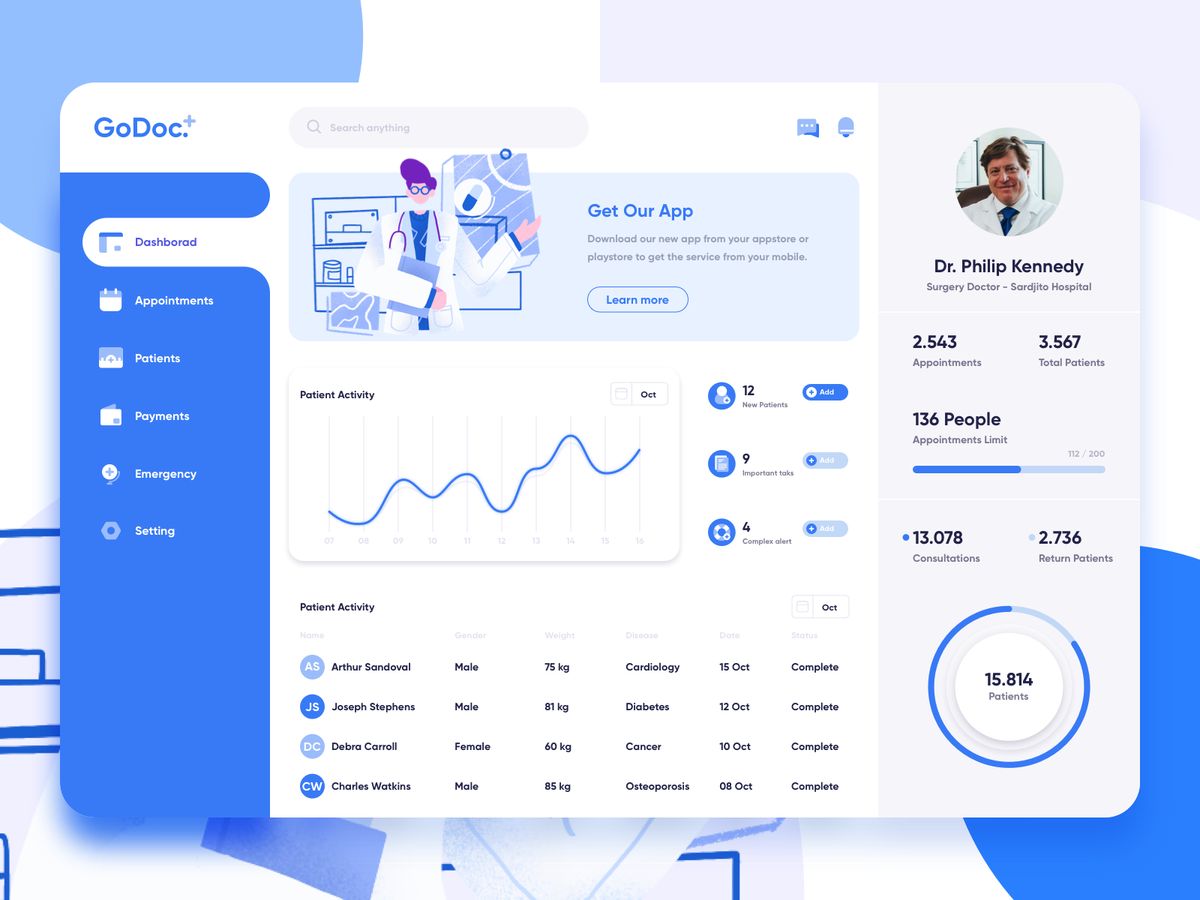 GoDoc.+
Search anything
Dashborad
Appointments
Patients
Payments
Emergency
Setting
Get Our App
Download our new app from your appstore or
playstore to get the service from your mobile.
Learn more
Patient Activity
Oct
07 08 09 10 11 12 13 14 15 16
12
New Patients
Add
9
Important taks
Add
4
Complex alert
Add
Patient Activity
Oct
Name Gender Weight Disease Date Status
AS Arthur Sandoval Male 75 kg Cardiology 15 Oct Complete
JS Joseph Stephens Male 81 kg Diabetes 12 Oct Complete
DC Debra Carroll Female 60 kg Cancer 10 Oct Complete
CW Charles Watkins Male 85 kg Osteoporosis 08 Oct Complete
Dr. Philip Kennedy
Surgery Doctor - Sardjito Hospital
2.543 3.567
Appointments Total Patients
136 People
Appointments Limit
112 / 200
13.078 2.736
Consultations Return Patients
15.814
Patients